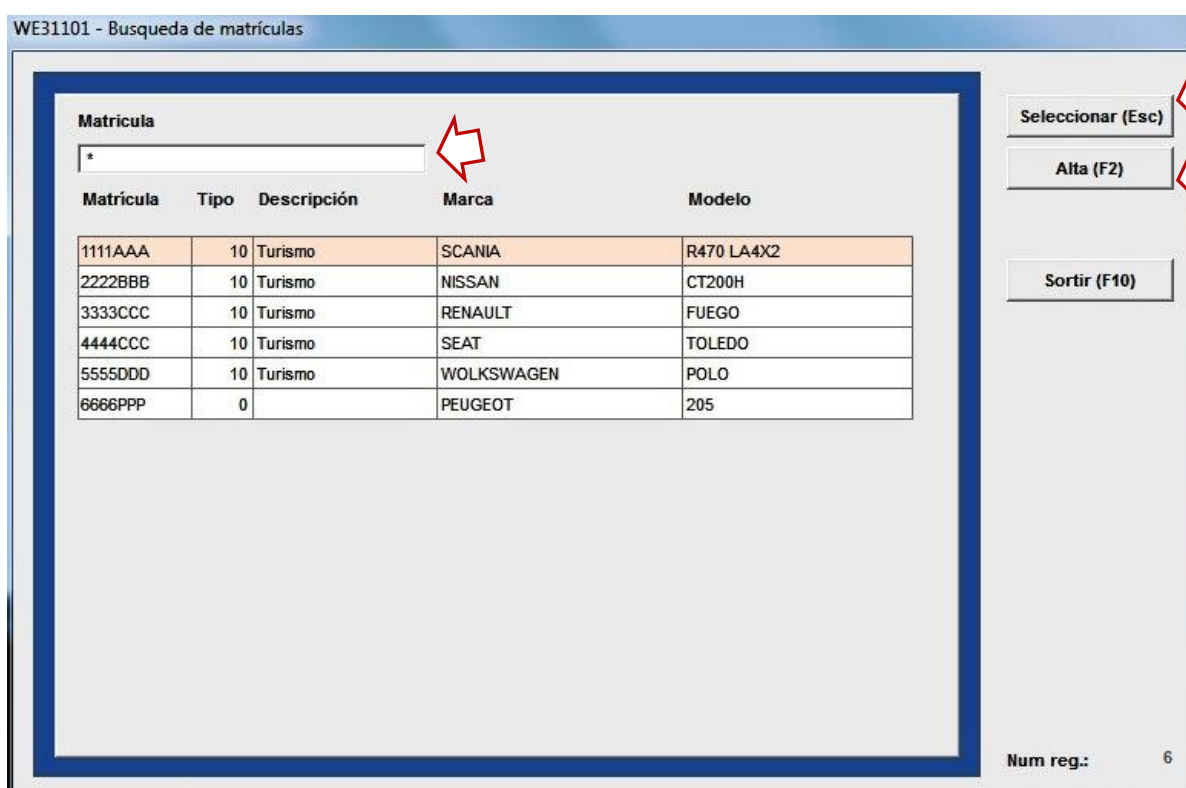 WE31101 - Busqueda de matrículas
Matricula
*
Matrícula Tipo Descripción Marca Modelo
1111AAA 10 Turismo SCANIA R470 LA4X2
2222BBB 10 Turismo NISSAN CT200H
3333CCC 10 Turismo RENAULT FUEGO
4444CCC 10 Turismo SEAT TOLEDO
5555DDD 10 Turismo WOLKSWAGEN POLO
6666PPP 0 PEUGEOT 205
Seleccionar (Esc)
Alta (F2)
Sortir (F10)
Num reg.: 6